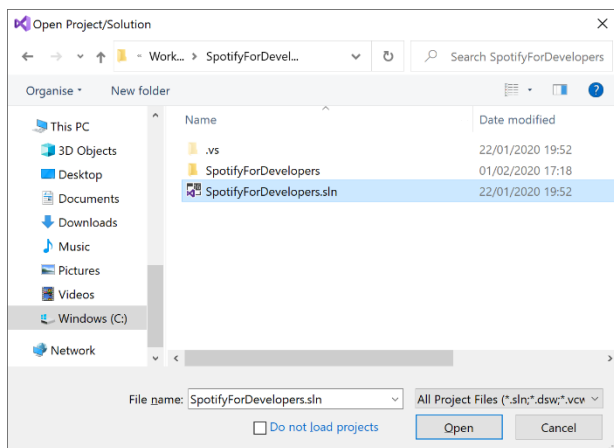 Open Project/Solution
Work... > SpotifyForDevel...
Search SpotifyForDevelopers
Organise
New folder
?
This PC
3D Objects
Desktop
Documents
Downloads
Music
Pictures
Videos
Windows (C:)
Network
Name Date modified
.vs 22/01/2020 19:52
SpotifyForDevelopers 01/02/2020 17:18
SpotifyForDevelopers.sln 22/01/2020 19:52
File name: SpotifyForDevelopers.sln
All Project Files (*.sln;*.dsw;*.vcw
Do not load projects
Open
Cancel